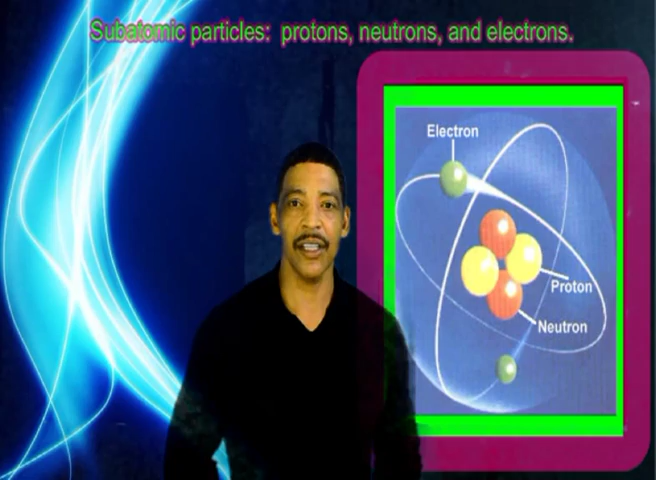 Subatomic particles: protons, neutrons, and electrons.
Electron
Proton
Neutron